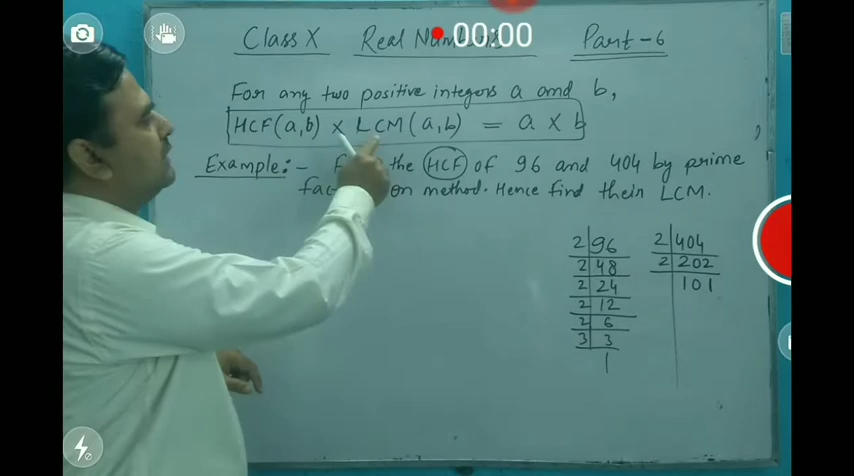 Class X Real Numbers Part-6
00:00
For any two positive integers a and b,
HCF(a,b) × LCM(a,b) = a × b
Example:- the HCF of 96 and 404 by prime
method. Hence find their LCM.
2 96 2 404
2 48 2 202
2 24 101
2 12
2 6
3 3
1